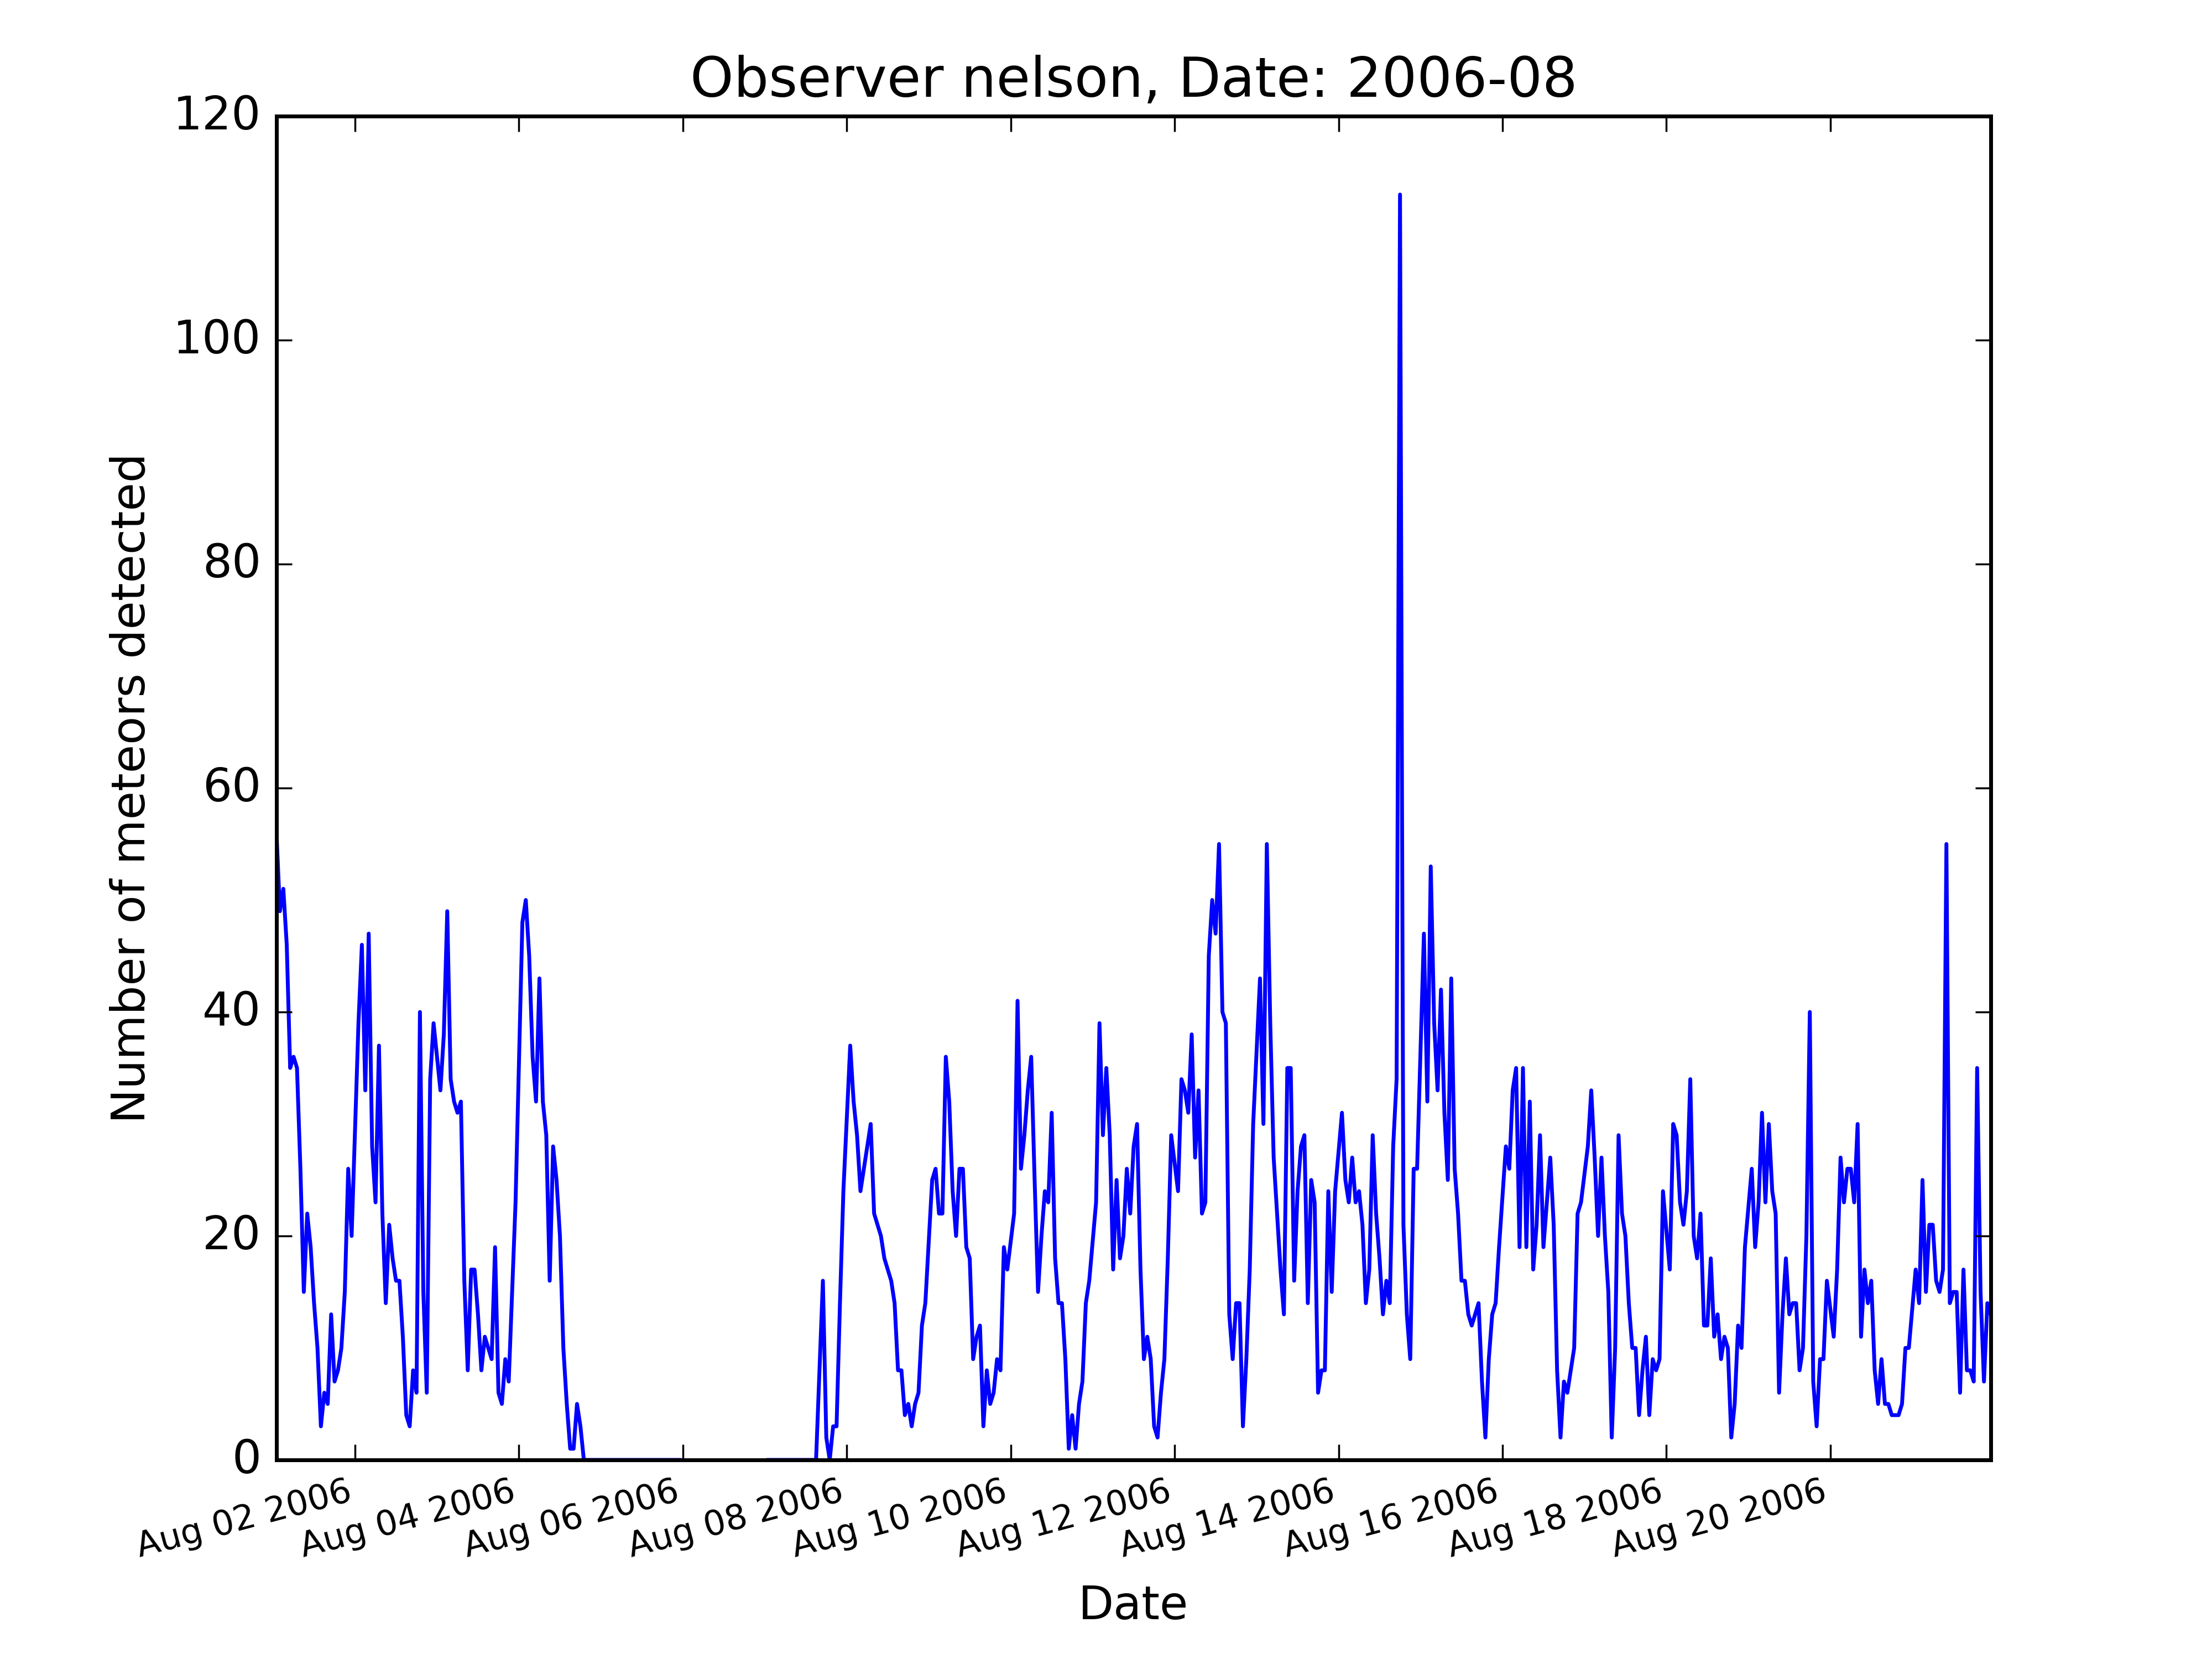 Observer nelson, Date: 2006-08
120
100
80
60
40
20
0
Number of meteors detected
Aug 02 2006
Aug 04 2006
Aug 06 2006
Aug 08 2006
Aug 10 2006
Aug 12 2006
Aug 14 2006
Aug 16 2006
Aug 18 2006
Aug 20 2006
Date